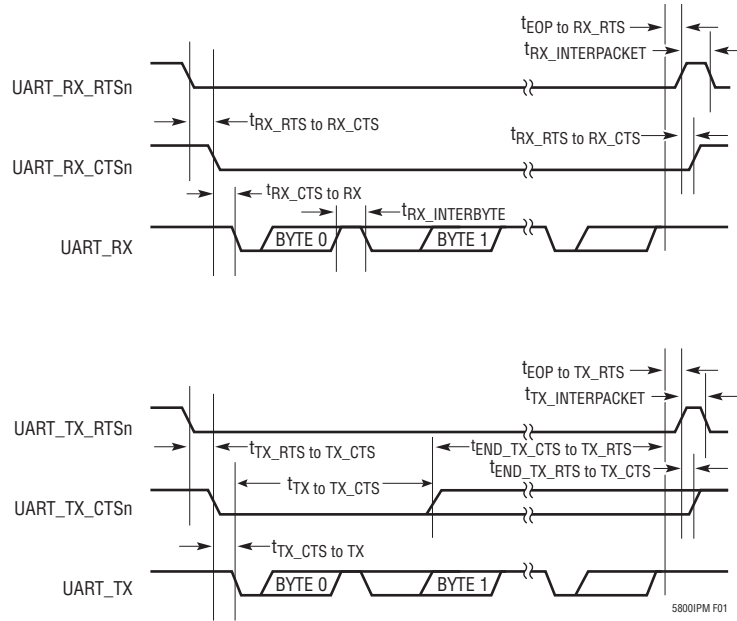 tEOP to RX_RTS
tRX_INTERPACKET
UART_RX_RTSn
tRX_RTS to RX_CTS
tRX_RTS to RX_CTS
UART_RX_CTSn
tRX_CTS to RX
tRX_INTERBYTE
UART_RX
BYTE 0
BYTE 1
tEOP to TX_RTS
tTX_INTERPACKET
UART_TX_RTSn
tTX_RTS to TX_CTS
tEND_TX_CTS to TX_RTS
tEND_TX_RTS to TX_CTS
tTX to TX_CTS
UART_TX_CTSn
tTX_CTS to TX
UART_TX
BYTE 0
BYTE 1
5800IPM F01